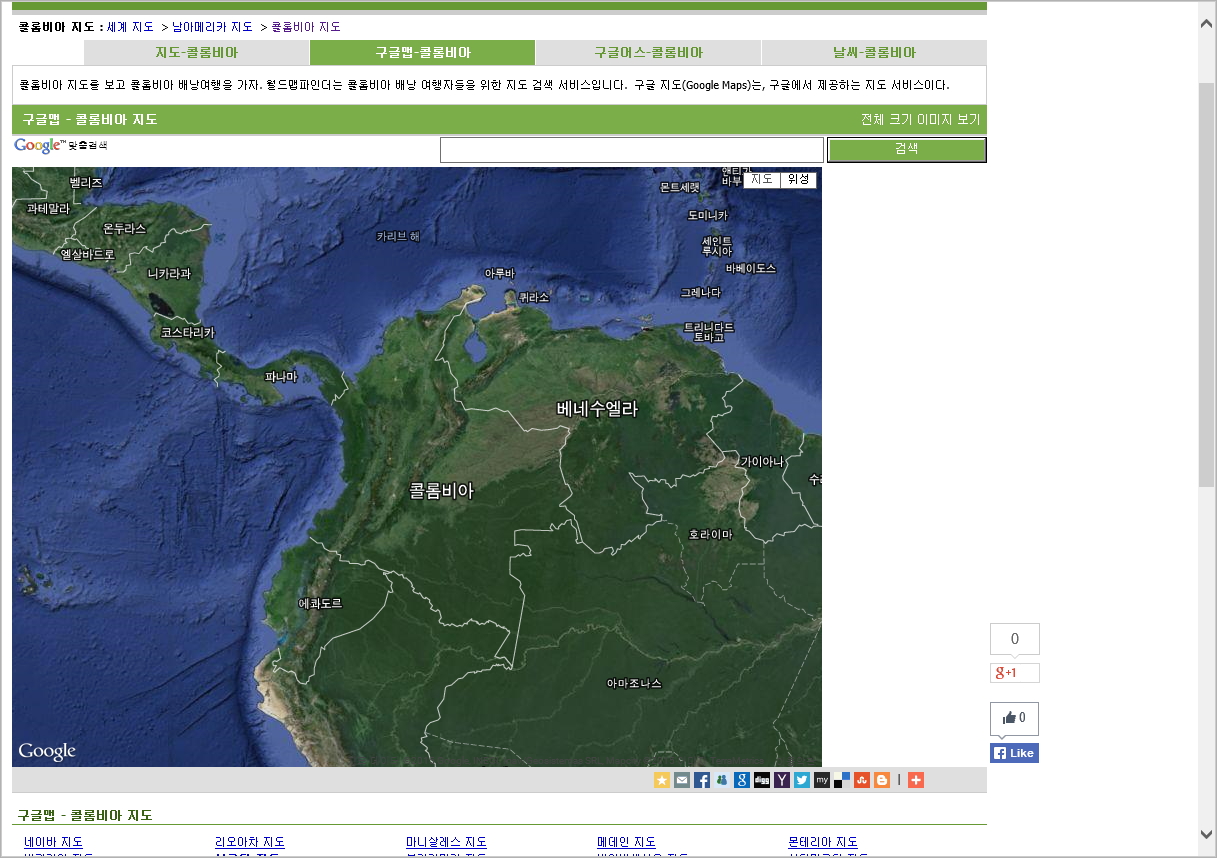 콜롬비아 지도 : 세계 지도 > 남아메리카 지도 > 콜롬비아 지도
지도-콜롬비아 구글맵-콜롬비아 구글어스-콜롬비아 날씨-콜롬비아
콜롬비아 지도를 보고 콜롬비아 배낭여행을 가자. 월드맵파인더는 콜롬비아 배낭 여행자들을 위한 지도 검색 서비스입니다. 구글 지도(Google Maps)는, 구글에서 제공하는 지도 서비스이다.
구글맵 - 콜롬비아 지도 전체 크기 이미지 보기
Google™ 맞춤검색 검색
지도 위성
벨리즈
몬트세랫
과테말라
도미니카
온두라스
카리브 해
세인트
루시아
엘살바드로
니카라과
바베이도스
아루바
퀴라소
그레나다
코스타리카
트리니다드
토바고
파나마
베네수엘라
가이아나
콜롬비아
호라이마
에콰도르
아마조나스
Google
0
g+1
0
Like
digg
my
구글맵 - 콜롬비아 지도
네이바 지도 리오아차 지도 마니살레스 지도 메데인 지도 몬테리아 지도